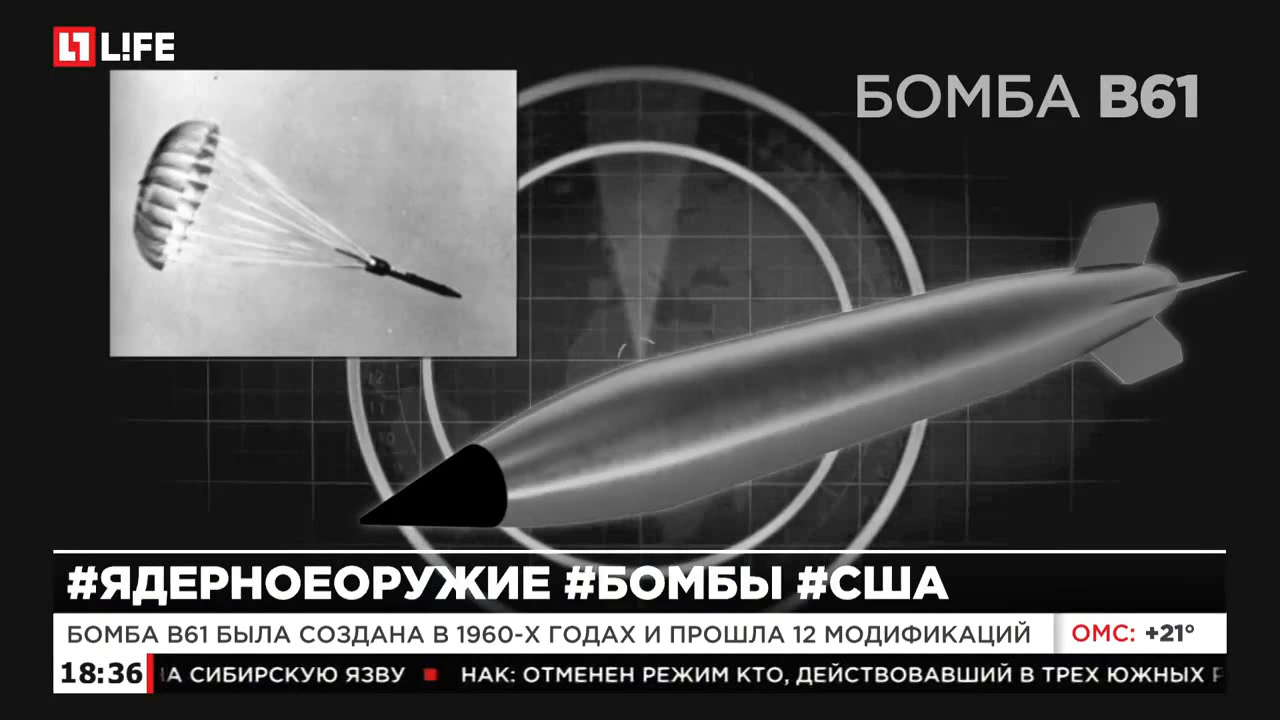 L!FE
БОМБА B61
#ЯДЕРНОЕОРУЖИЕ #БОМБЫ #США
БОМБА B61 БЫЛА СОЗДАНА В 1960-Х ГОДАХ И ПРОШЛА 12 МОДИФИКАЦИЙ
ОМС: +21°
18:36
НА СИБИРСКУЮ ЯЗВУ ■ НАК: ОТМЕНЕН РЕЖИМ КТО, ДЕЙСТВОВАВШИЙ В ТРЕХ ЮЖНЫХ